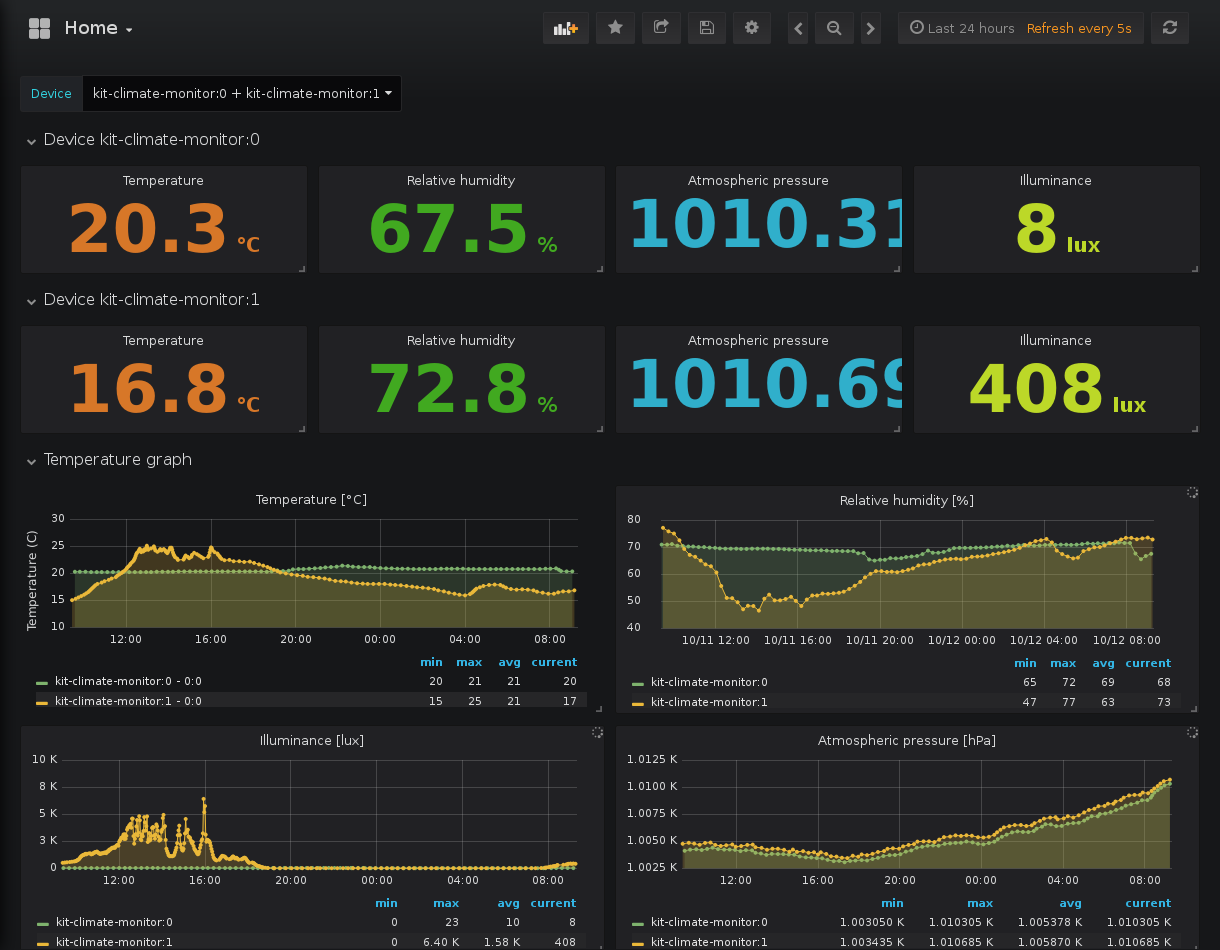 Home
Last 24 hours Refresh every 5s
Device kit-climate-monitor:0 + kit-climate-monitor:1
Device kit-climate-monitor:0
Temperature Relative humidity Atmospheric pressure Illuminance
20.3 °C 67.5 % 1010.31 8 lux
Device kit-climate-monitor:1
Temperature Relative humidity Atmospheric pressure Illuminance
16.8 °C 72.8 % 1010.69 408 lux
Temperature graph
Temperature [°C]
Temperature (C)
30
25
20
15
10
12:00 16:00 20:00 00:00 04:00 08:00
min max avg current
kit-climate-monitor:0 - 0:0 20 21 21 20
kit-climate-monitor:1 - 0:0 15 25 21 17
Relative humidity [%]
80
70
60
50
40
10/11 12:00 10/11 16:00 10/11 20:00 10/12 00:00 10/12 04:00 10/12 08:00
min max avg current
kit-climate-monitor:0 65 72 69 68
kit-climate-monitor:1 47 77 63 73
Illuminance [lux]
10 K
8 K
5 K
3 K
0
12:00 16:00 20:00 00:00 04:00 08:00
min max avg current
kit-climate-monitor:0 0 23 10 8
kit-climate-monitor:1 0 6.40 K 1.58 K 408
Atmospheric pressure [hPa]
1.0125 K
1.0100 K
1.0075 K
1.0050 K
1.0025 K
12:00 16:00 20:00 00:00 04:00 08:00
min max avg current
kit-climate-monitor:0 1.003050 K 1.010305 K 1.005378 K 1.010305 K
kit-climate-monitor:1 1.003435 K 1.010685 K 1.005870 K 1.010685 K